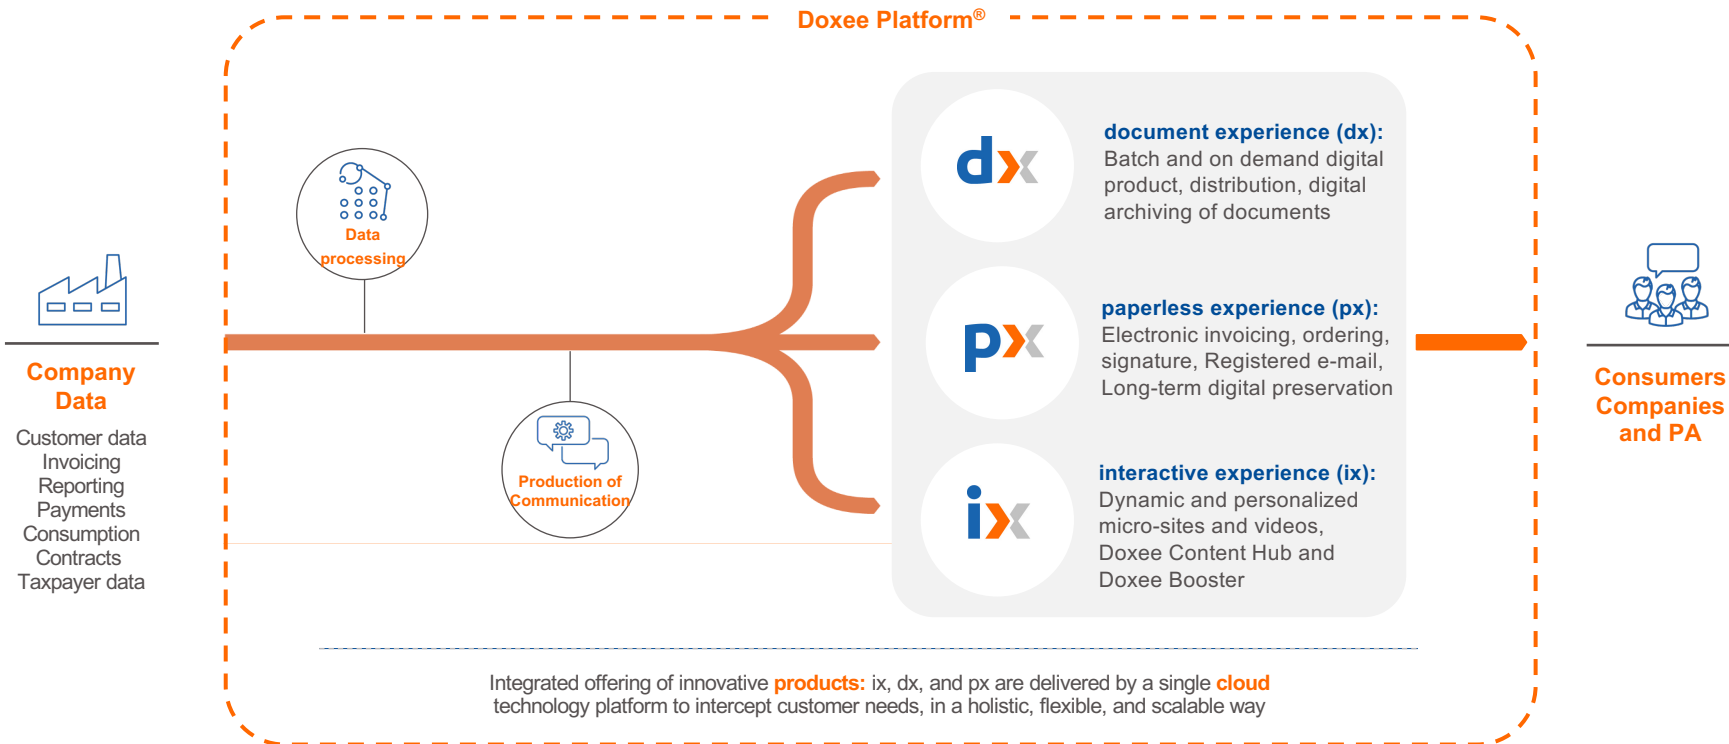 Doxee Platform®
Company
Data
Customer data
Invoicing
Reporting
Payments
Consumption
Contracts
Taxpayer data
Data
processing
Production of
Communication
dx
document experience (dx):
Batch and on demand digital
product, distribution, digital
archiving of documents
px
paperless experience (px):
Electronic invoicing, ordering,
signature, Registered e-mail,
Long-term digital preservation
ix
interactive experience (ix):
Dynamic and personalized
micro-sites and videos,
Doxee Content Hub and
Doxee Booster
Consumers
Companies
and PA
Integrated offering of innovative products: ix, dx, and px are delivered by a single cloud
technology platform to intercept customer needs, in a holistic, flexible, and scalable way